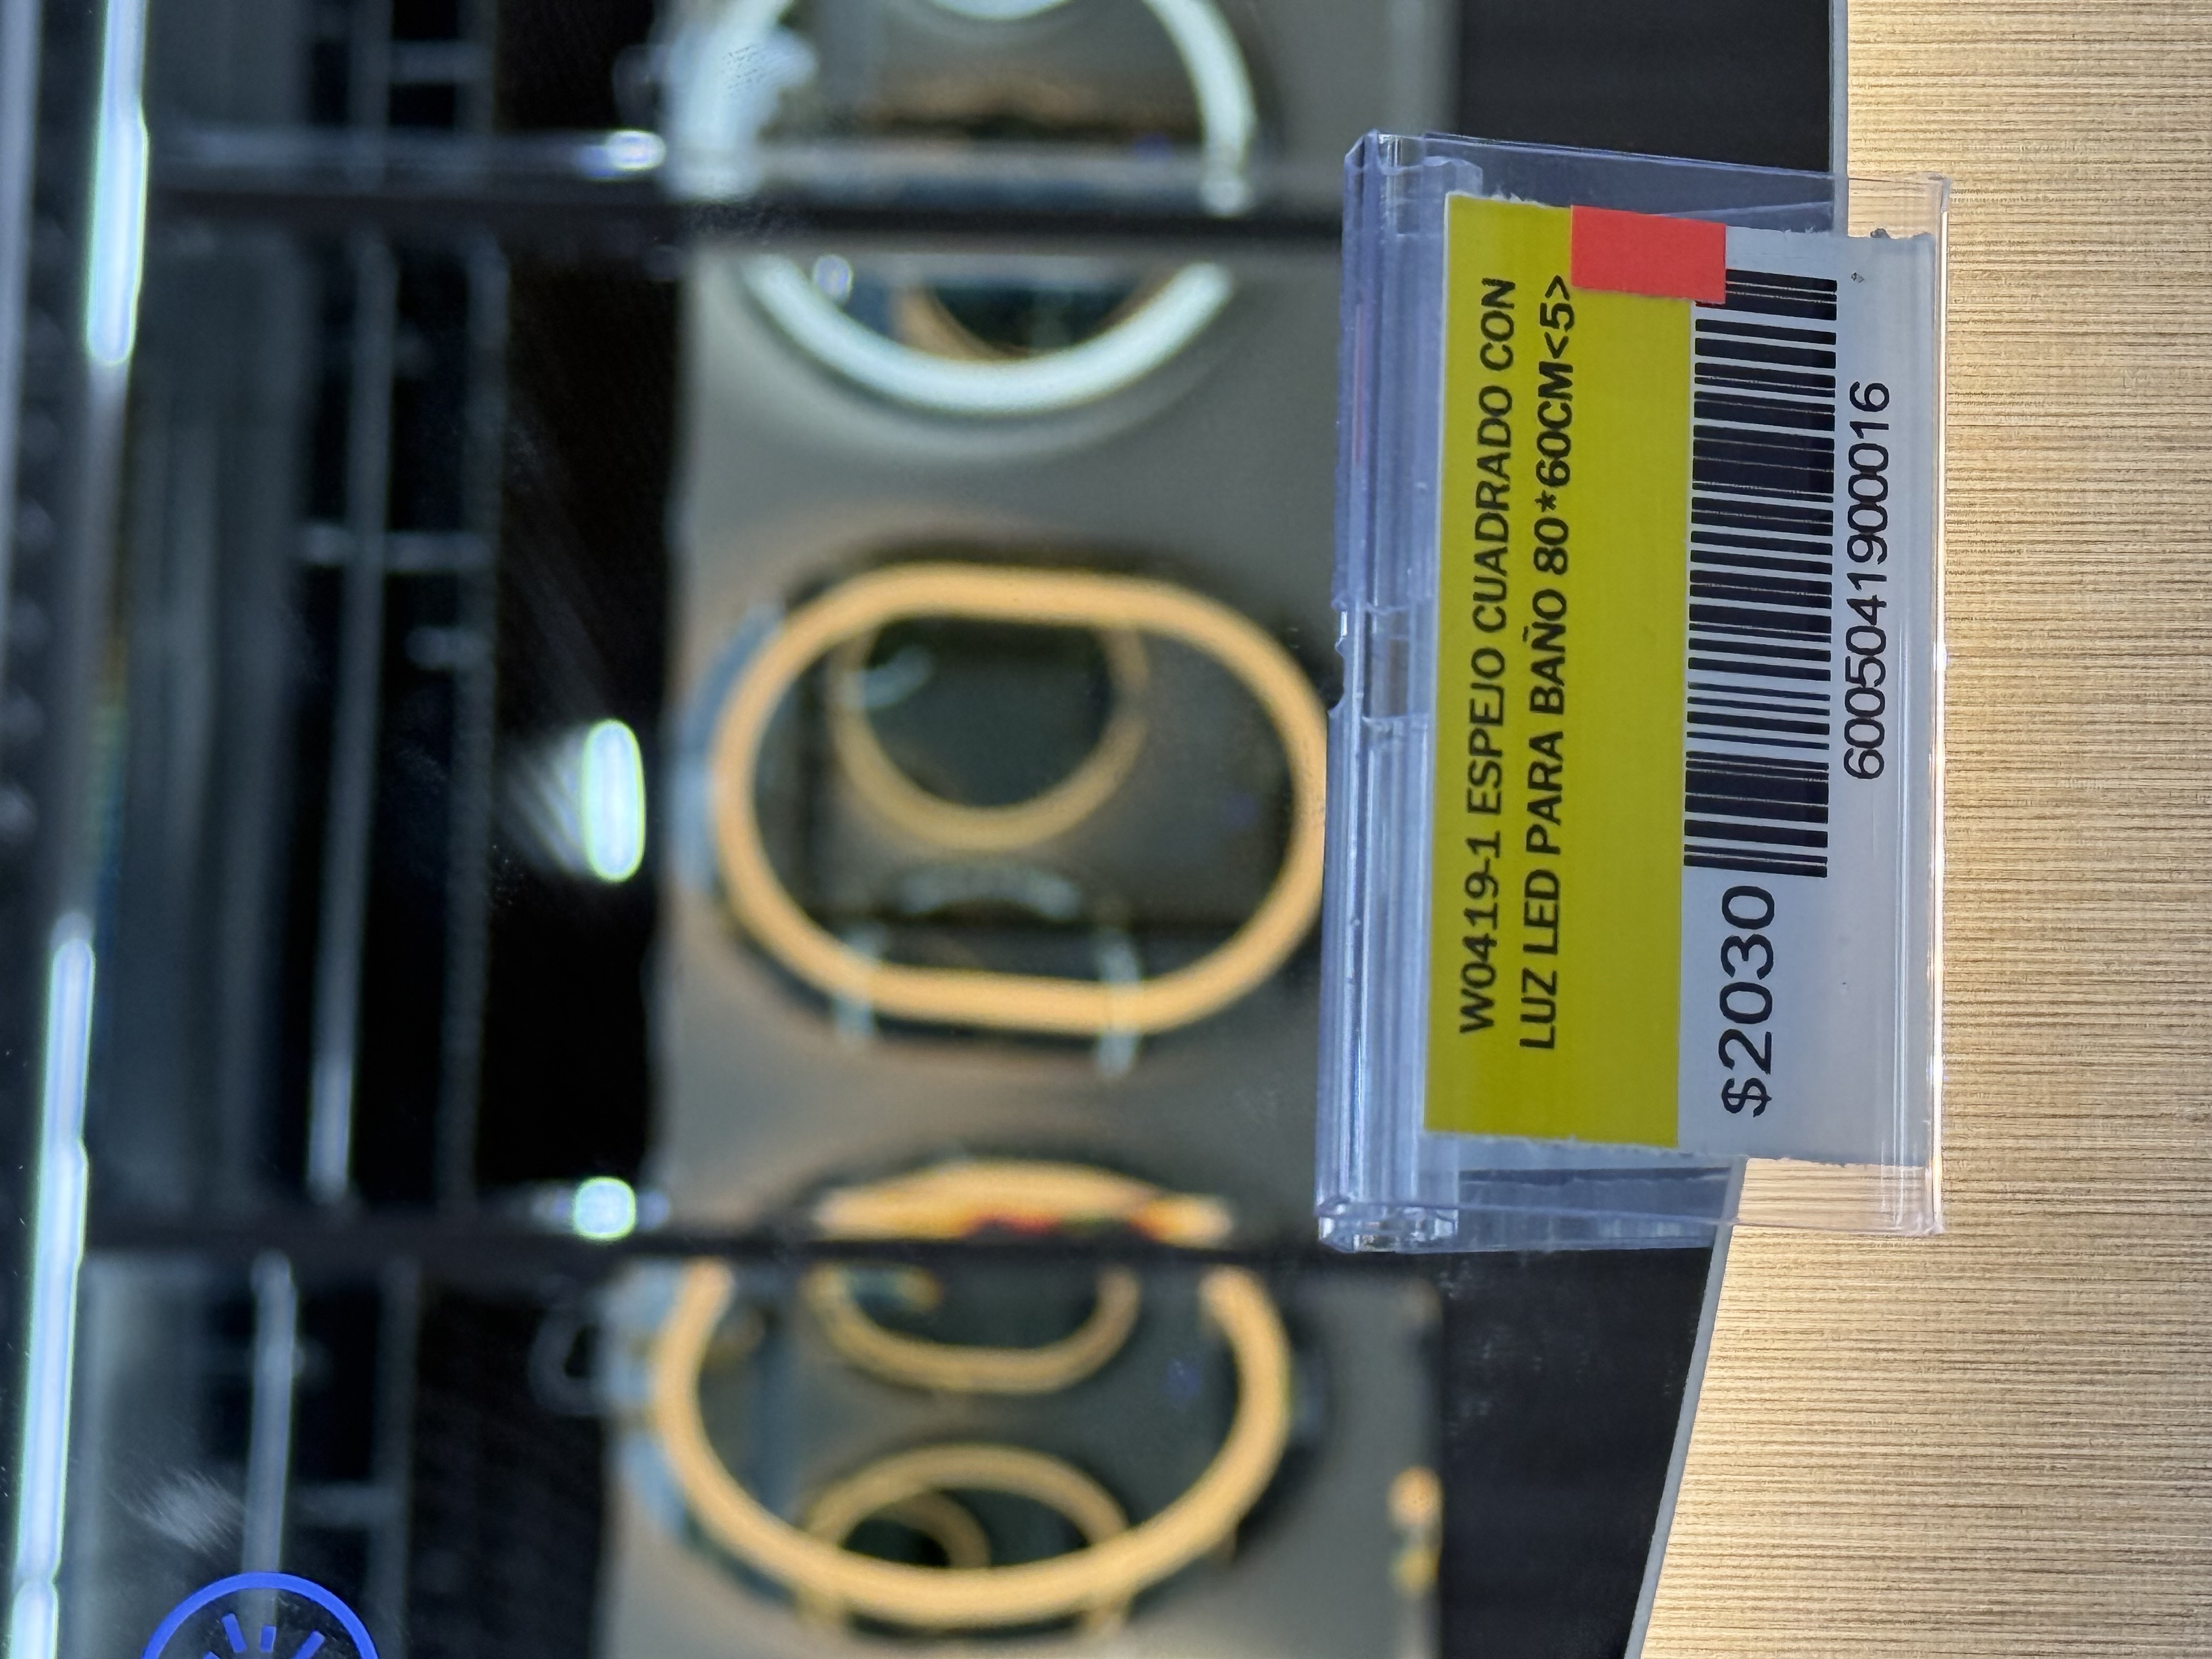 W0419-1 ESPEJO CUADRADO CON
LUZ LED PARA BAÑO 80*60CM<5>
$2030
6005041900016